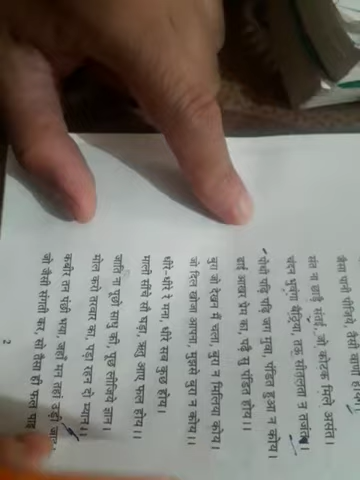 जैसा पानी पीजिये, तैसी वाणी होय।
संत ना छाड़ै संतई, जो कोटिक मिले असंत।
चंदन भुवंगा बैठिया, तऊ सीतलता न तजंत।
पोथी पढ़ि पढ़ि जग मुवा, पंडित हुआ न कोय।
ढाई आखर प्रेम का, पढ़े सु पंडित होय।।
बुरा जो देखन मैं चला, बुरा न मिलिया कोय।
जो दिल खोजा आपना, मुझसे बुरा न कोय।।
धीरे-धीरे रे मना, धीरे सब कुछ होय।
माली सींचे सौ घड़ा, ऋतु आए फल होय।।
जाति ना पूछो साधु की, पूछ लीजिये ज्ञान।
मोल करो तरवार का, पड़ा रहन दो म्यान।।
कबीर तन पंछी भया, जहाँ मन तहां उड़ी जाए
जो जैसी संगती कर, सो तैसा ही फल पाइ
2